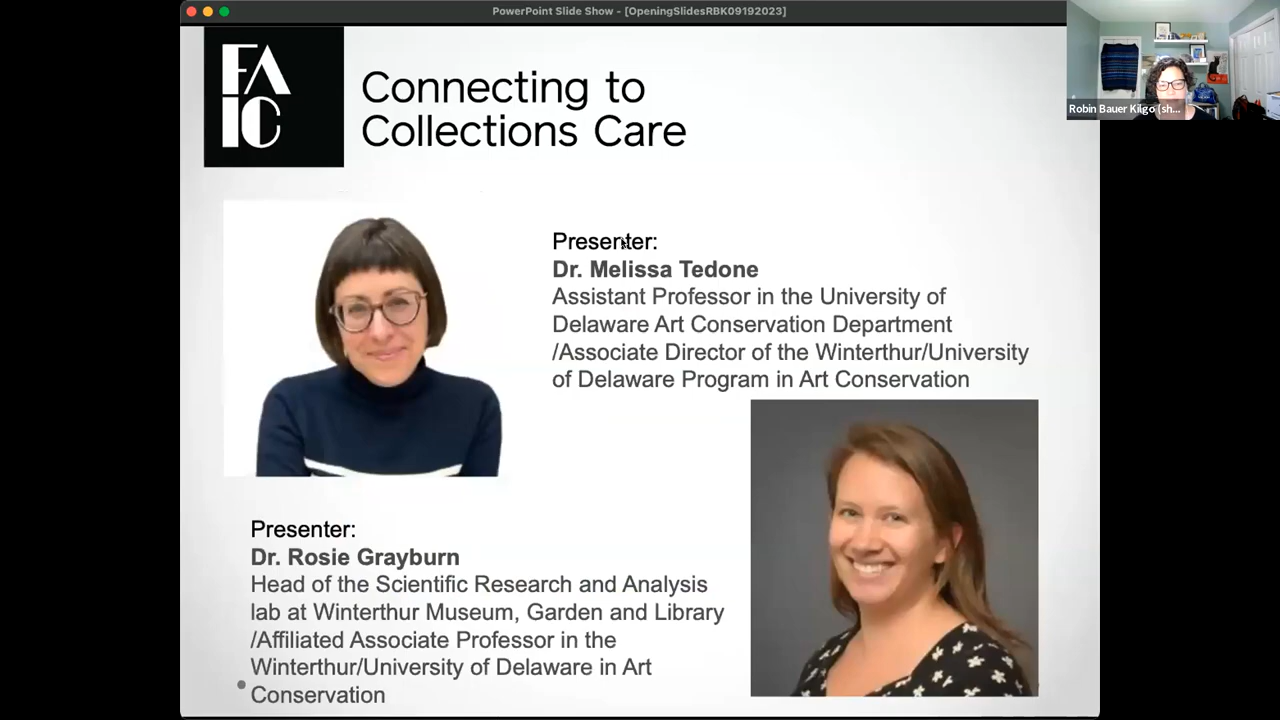 PowerPoint Slide Show - [OpeningSlidesRBK09192023]
FA
IC
Connecting to
Collections Care
Robin Bauer Kilgo (sh...
Presenter:
Dr. Melissa Tedone
Assistant Professor in the University of
Delaware Art Conservation Department
/Associate Director of the Winterthur/University
of Delaware Program in Art Conservation
Presenter:
Dr. Rosie Grayburn
Head of the Scientific Research and Analysis
lab at Winterthur Museum, Garden and Library
/Affiliated Associate Professor in the
Winterthur/University of Delaware in Art
Conservation